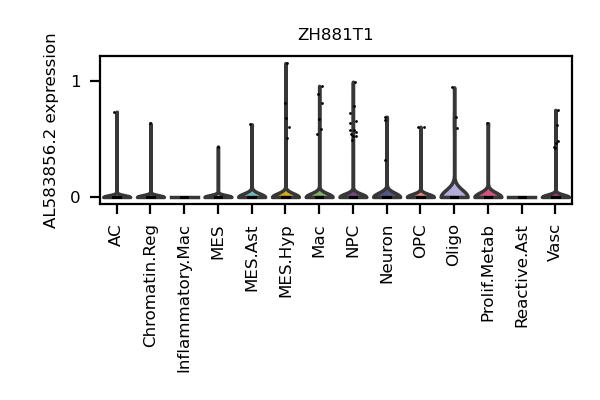 ZH881T1
AL583856.2 expression
1
0
AC
Chromatin.Reg
Inflammatory.Mac
MES
MES.Ast
MES.Hyp
Mac
NPC
Neuron
OPC
Oligo
Prolif.Metab
Reactive.Ast
Vasc